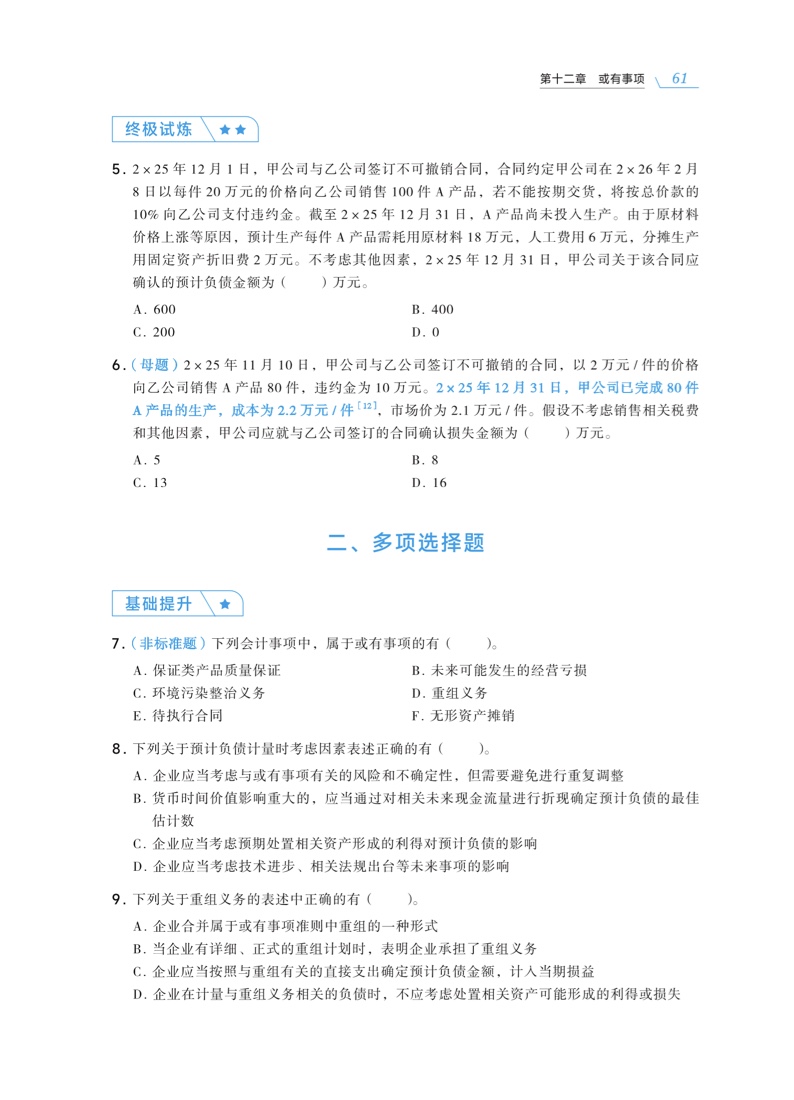 第十二章 或有事项 61
终极试炼 ★★
5. 2×25 年 12 月 1 日，甲公司与乙公司签订不可撤销合同，合同约定甲公司在 2×26 年 2 月
8 日以每件 20 万元的价格向乙公司销售 100 件 A 产品，若不能按期交货，将按总价款的
10% 向乙公司支付违约金。截至 2×25 年 12 月 31 日，A 产品尚未投入生产。由于原材料
价格上涨等原因，预计生产每件 A 产品需耗用原材料 18 万元，人工费用 6 万元，分摊生产
用固定资产折旧费 2 万元。不考虑其他因素，2×25 年 12 月 31 日，甲公司关于该合同应
确认的预计负债金额为（　　）万元。
A. 600 B. 400
C. 200 D. 0
6.（母题）2×25 年 11 月 10 日，甲公司与乙公司签订不可撤销的合同，以 2 万元 / 件的价格
向乙公司销售 A 产品 80 件，违约金为 10 万元。2×25 年 12 月 31 日，甲公司已完成 80 件
A 产品的生产，成本为 2.2 万元 / 件[12]，市场价为 2.1 万元 / 件。假设不考虑销售相关税费
和其他因素，甲公司应就与乙公司签订的合同确认损失金额为（　　）万元。
A. 5 B. 8
C. 13 D. 16
二、多项选择题
基础提升 ★
7.（非标准题）下列会计事项中，属于或有事项的有（　　）。
A. 保证类产品质量保证 B. 未来可能发生的经营亏损
C. 环境污染整治义务 D. 重组义务
E. 待执行合同 F. 无形资产摊销
8. 下列关于预计负债计量时考虑因素表述正确的有（　　）。
A. 企业应当考虑与或有事项有关的风险和不确定性，但需要避免进行重复调整
B. 货币时间价值影响重大的，应当通过对相关未来现金流量进行折现确定预计负债的最佳
估计数
C. 企业应当考虑预期处置相关资产形成的利得对预计负债的影响
D. 企业应当考虑技术进步、相关法规出台等未来事项的影响
9. 下列关于重组义务的表述中正确的有（　　）。
A. 企业合并属于或有事项准则中重组的一种形式
B. 当企业有详细、正式的重组计划时，表明企业承担了重组义务
C. 企业应当按照与重组有关的直接支出确定预计负债金额，计入当期损益
D. 企业在计量与重组义务相关的负债时，不应考虑处置相关资产可能形成的利得或损失